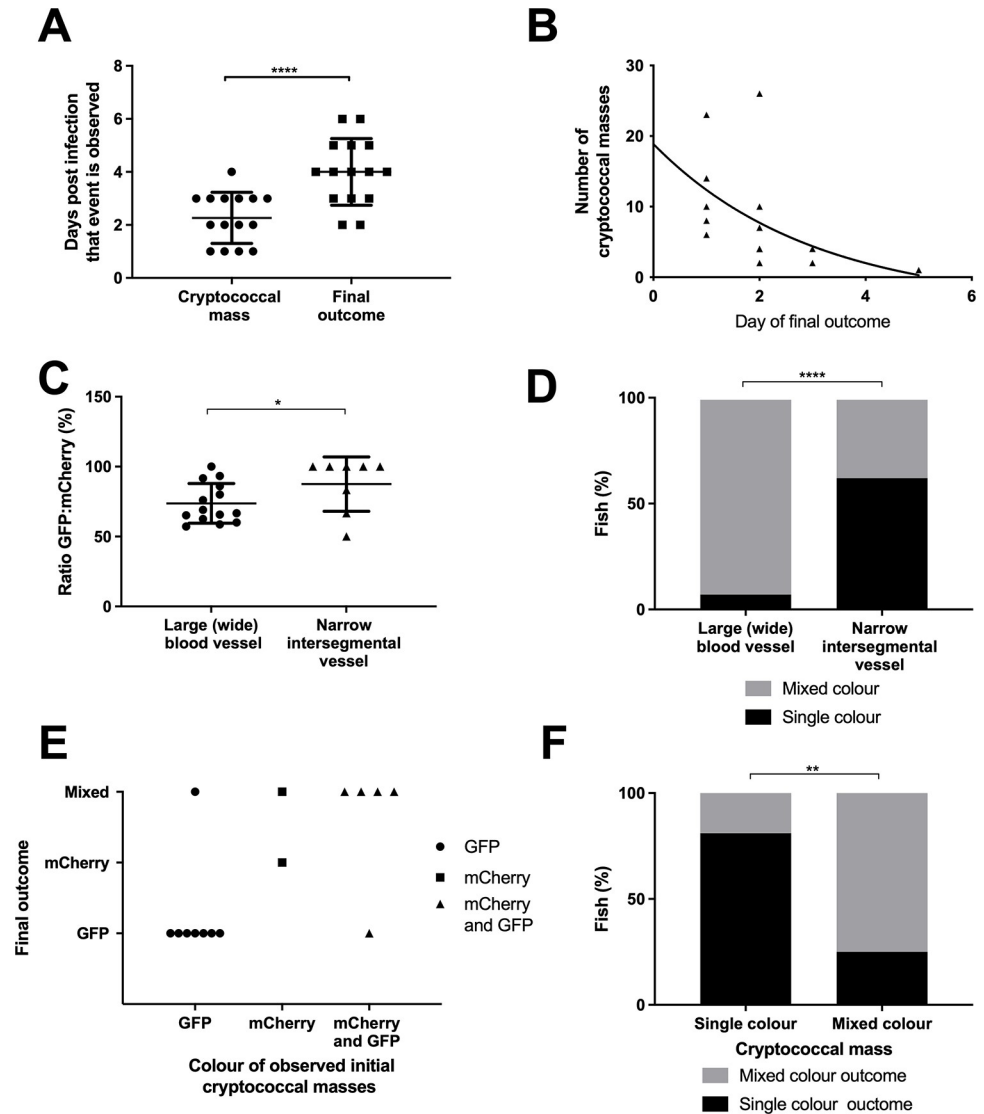 A
Days post infection
that event is observed
8
6
4
2
0
****
Cryptococcal
mass
Final
outcome
B
Number of
cryptococcal masses
30
20
10
0
0
2
4
6
Day of final outcome
C
Ratio GFP:mCherry (%)
150
100
50
0
*
Large (wide)
blood vessel
Narrow
intersegmental
vessel
D
Fish (%)
100
50
0
****
Large (wide)
blood vessel
Narrow
intersegmental
vessel
Mixed colour
Single colour
E
Final outcome
Mixed
mCherry
GFP
GFP
mCherry
mCherry
and GFP
Colour of observed initial
cryptococcal masses
GFP
mCherry
mCherry
and GFP
F
Fish (%)
100
50
0
**
Single colour
Mixed colour
Cryptococcal mass
Mixed colour outcome
Single colour ouctome